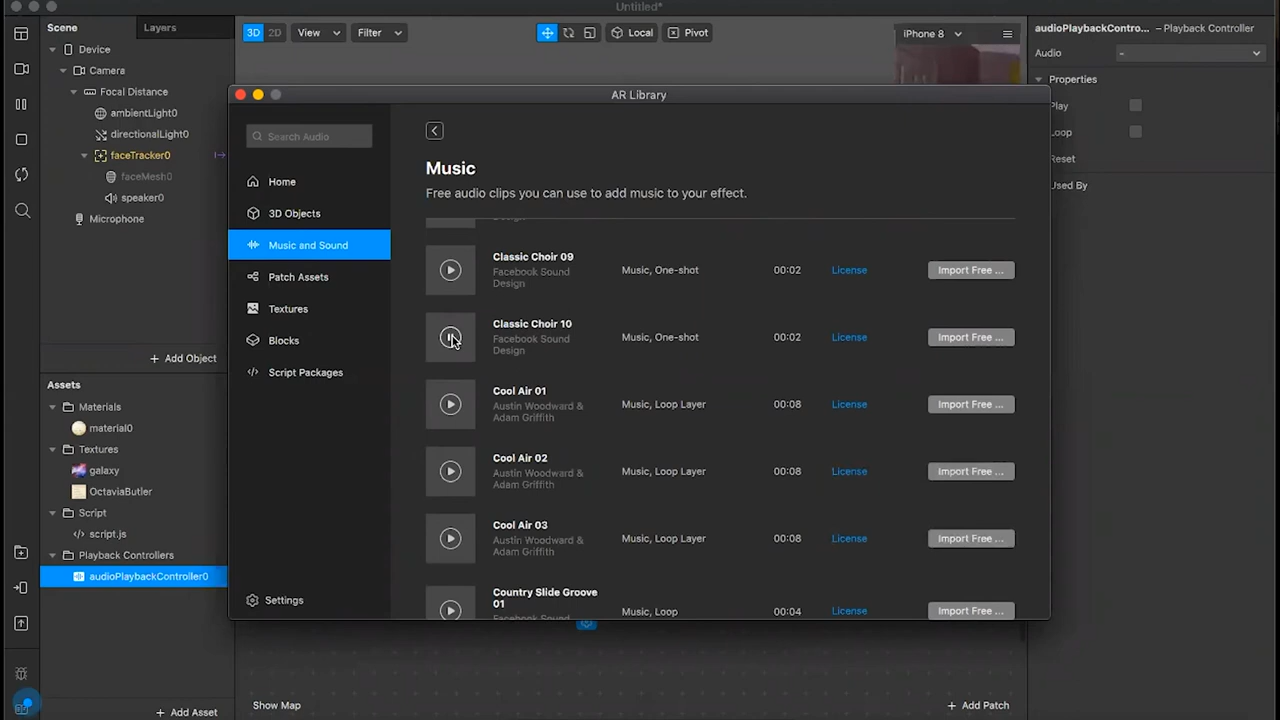 Untitled*
Scene
Layers
Device
Camera
Focal Distance
ambientLight0
directionalLight0
faceTracker0
faceMesh0
speaker0
Microphone
+ Add Object
Assets
Materials
material0
Textures
galaxy
OctaviaButler
Script
script.js
Playback Controllers
audioPlaybackController0
+ Add Asset
3D
2D
View
Filter
Local
Pivot
iPhone 8
AR Library
Search Audio
Home
3D Objects
Music and Sound
Patch Assets
Textures
Blocks
Script Packages
Settings
Music
Free audio clips you can use to add music to your effect.
Design
Classic Choir 09
Facebook Sound
Design
Music, One-shot
00:02
License
Import Free ...
Classic Choir 10
Facebook Sound
Design
Music, One-shot
00:02
License
Import Free ...
Cool Air 01
Austin Woodward &
Adam Griffith
Music, Loop Layer
00:08
License
Import Free ...
Cool Air 02
Austin Woodward &
Adam Griffith
Music, Loop Layer
00:08
License
Import Free ...
Cool Air 03
Austin Woodward &
Adam Griffith
Music, Loop Layer
00:08
License
Import Free ...
Country Slide Groove
01
Facebook Sound
Music, Loop
00:04
License
Import Free ...
Show Map
+ Add Patch
audioPlaybackContro... – Playback Controller
Audio
-
Properties
Play
Loop
Reset
Used By